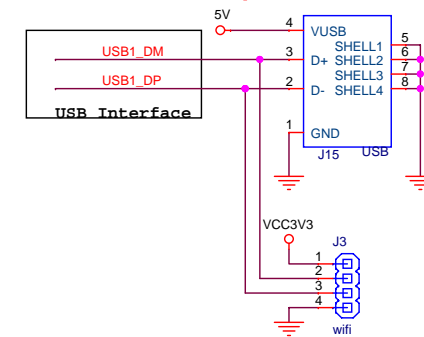 5V
4 VUSB
SHELL1 5
USB1_DM 3 D+ SHELL2 6
SHELL3 7
USB1_DP 2 D- SHELL4 8
USB Interface
1 GND
J15 USB
VCC3V3
J3
1
2
3
4
wifi